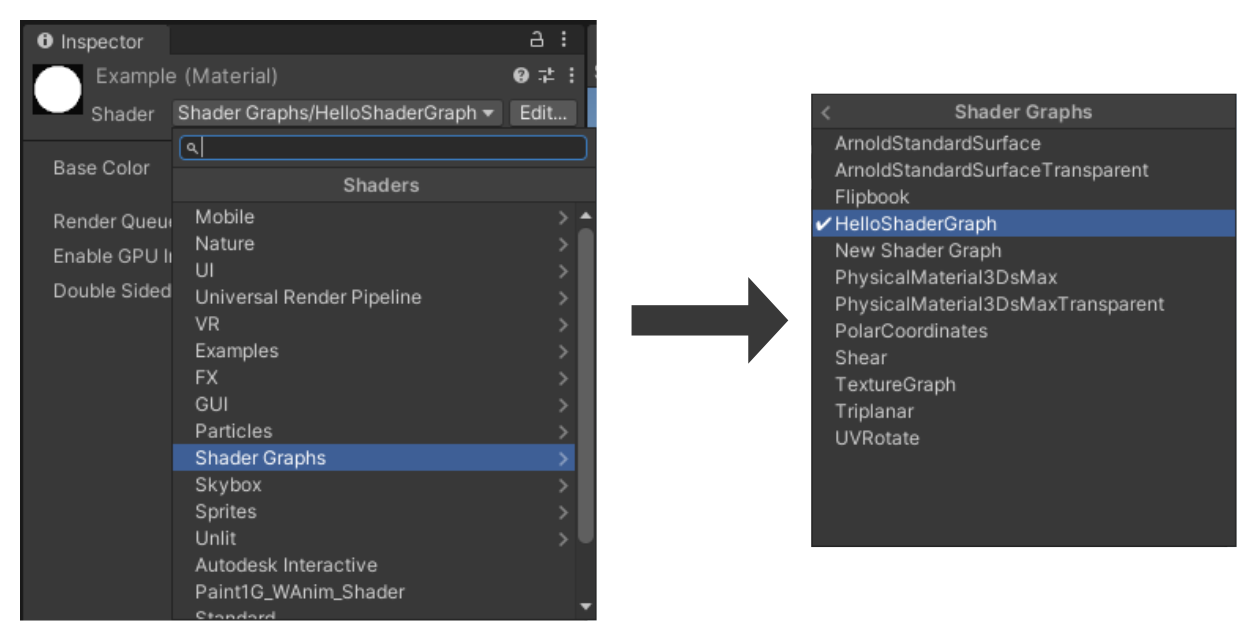 Inspector
Example (Material)
Shader Shader Graphs/HelloShaderGraph Edit...
Base Color
Render Queu
Enable GPU I
Double Sided
Shaders
Mobile
Nature
UI
Universal Render Pipeline
VR
Examples
FX
GUI
Particles
Shader Graphs
Skybox
Sprites
Unlit
Autodesk Interactive
Paint1G_WAnim_Shader
Standard
Shader Graphs
ArnoldStandardSurface
ArnoldStandardSurfaceTransparent
Flipbook
HelloShaderGraph
New Shader Graph
PhysicalMaterial3DsMax
PhysicalMaterial3DsMaxTransparent
PolarCoordinates
Shear
TextureGraph
Triplanar
UVRotate